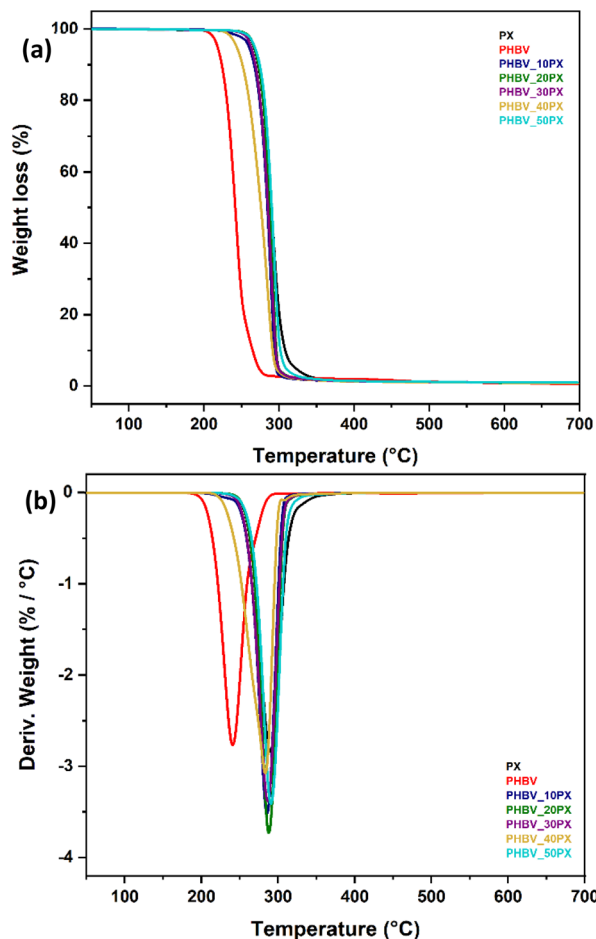 (a)
100
80
60
40
20
0
Weight loss (%)
PX
PHBV
PHBV_10PX
PHBV_20PX
PHBV_30PX
PHBV_40PX
PHBV_50PX
100 200 300 400 500 600 700
Temperature (°C)
(b)
0
-1
-2
-3
-4
Deriv. Weight (% / °C)
PX
PHBV
PHBV_10PX
PHBV_20PX
PHBV_30PX
PHBV_40PX
PHBV_50PX
100 200 300 400 500 600 700
Temperature (°C)